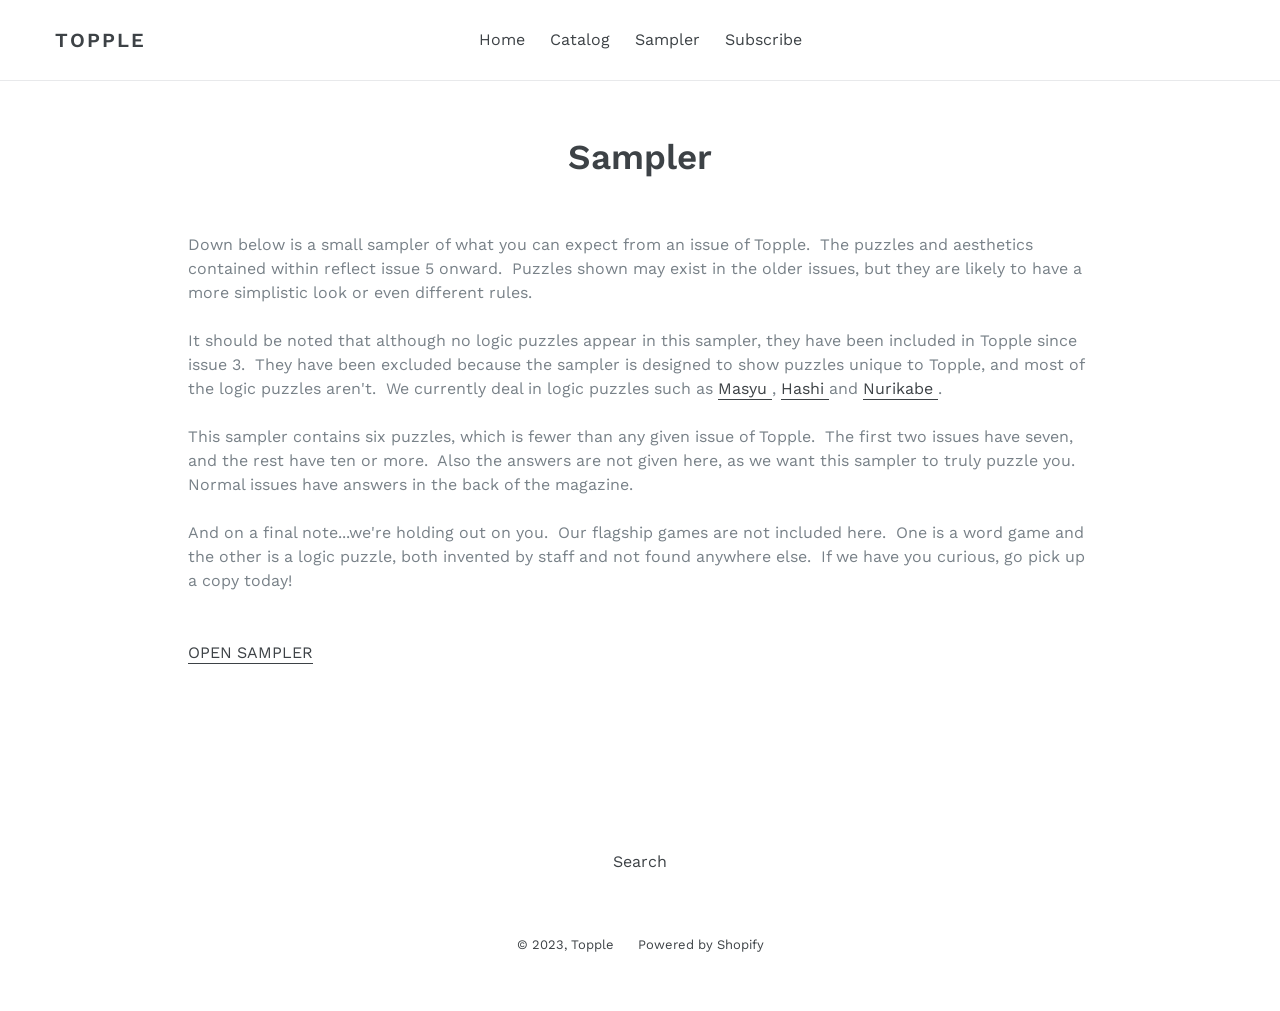 TOPPLE
Home Catalog Sampler Subscribe
Sampler
Down below is a small sampler of what you can expect from an issue of Topple.  The puzzles and aesthetics
contained within reflect issue 5 onward.  Puzzles shown may exist in the older issues, but they are likely to have a
more simplistic look or even different rules.
It should be noted that although no logic puzzles appear in this sampler, they have been included in Topple since
issue 3.  They have been excluded because the sampler is designed to show puzzles unique to Topple, and most of
the logic puzzles aren't.  We currently deal in logic puzzles such as Masyu , Hashi and Nurikabe .
This sampler contains six puzzles, which is fewer than any given issue of Topple.  The first two issues have seven,
and the rest have ten or more.  Also the answers are not given here, as we want this sampler to truly puzzle you.
Normal issues have answers in the back of the magazine.
And on a final note...we're holding out on you.  Our flagship games are not included here.  One is a word game and
the other is a logic puzzle, both invented by staff and not found anywhere else.  If we have you curious, go pick up
a copy today!
OPEN SAMPLER
Search
© 2023, Topple Powered by Shopify